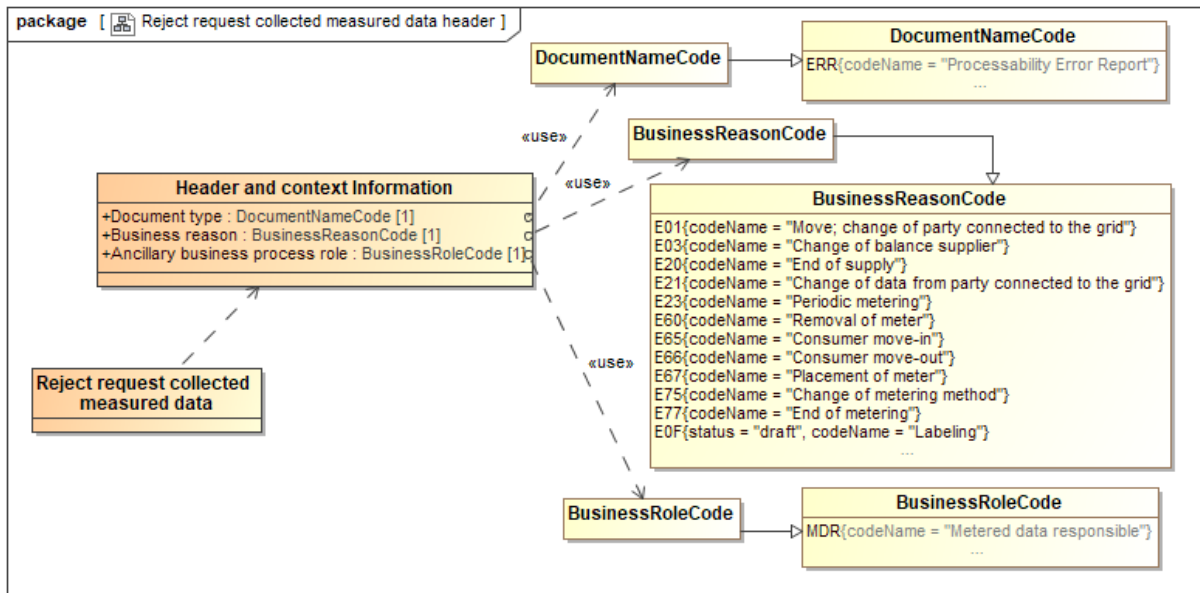 package [ Reject request collected measured data header ]
DocumentNameCode
DocumentNameCode
ERR{codeName = "Processability Error Report"}
...
«use»
BusinessReasonCode
«use»
Header and context Information
+Document type : DocumentNameCode [1]
+Business reason : BusinessReasonCode [1]
+Ancillary business process role : BusinessRoleCode [1]
BusinessReasonCode
E01{codeName = "Move; change of party connected to the grid"}
E03{codeName = "Change of balance supplier"}
E20{codeName = "End of supply"}
E21{codeName = "Change of data from party connected to the grid"}
E23{codeName = "Periodic metering"}
E60{codeName = "Removal of meter"}
E65{codeName = "Consumer move-in"}
E66{codeName = "Consumer move-out"}
E67{codeName = "Placement of meter"}
E75{codeName = "Change of metering method"}
E77{codeName = "End of metering"}
E0F{status = "draft", codeName = "Labeling"}
...
«use»
Reject request collected
measured data
BusinessRoleCode
BusinessRoleCode
MDR{codeName = "Metered data responsible"}
...